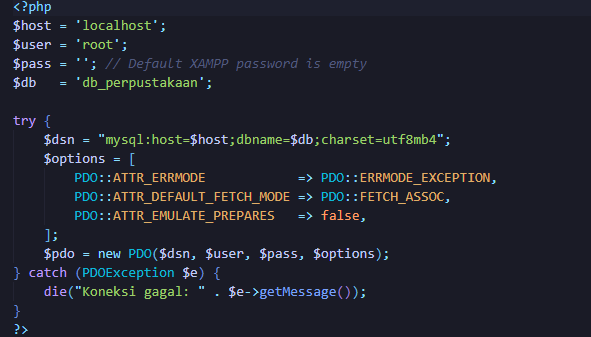 <?php
$host = 'localhost';
$user = 'root';
$pass = ''; // Default XAMPP password is empty
$db   = 'db_perpustakaan';

try {
    $dsn = "mysql:host=$host;dbname=$db;charset=utf8mb4";
    $options = [
        PDO::ATTR_ERRMODE            => PDO::ERRMODE_EXCEPTION,
        PDO::ATTR_DEFAULT_FETCH_MODE => PDO::FETCH_ASSOC,
        PDO::ATTR_EMULATE_PREPARES   => false,
    ];
    $pdo = new PDO($dsn, $user, $pass, $options);
} catch (PDOException $e) {
    die("Koneksi gagal: " . $e->getMessage());
}
?>